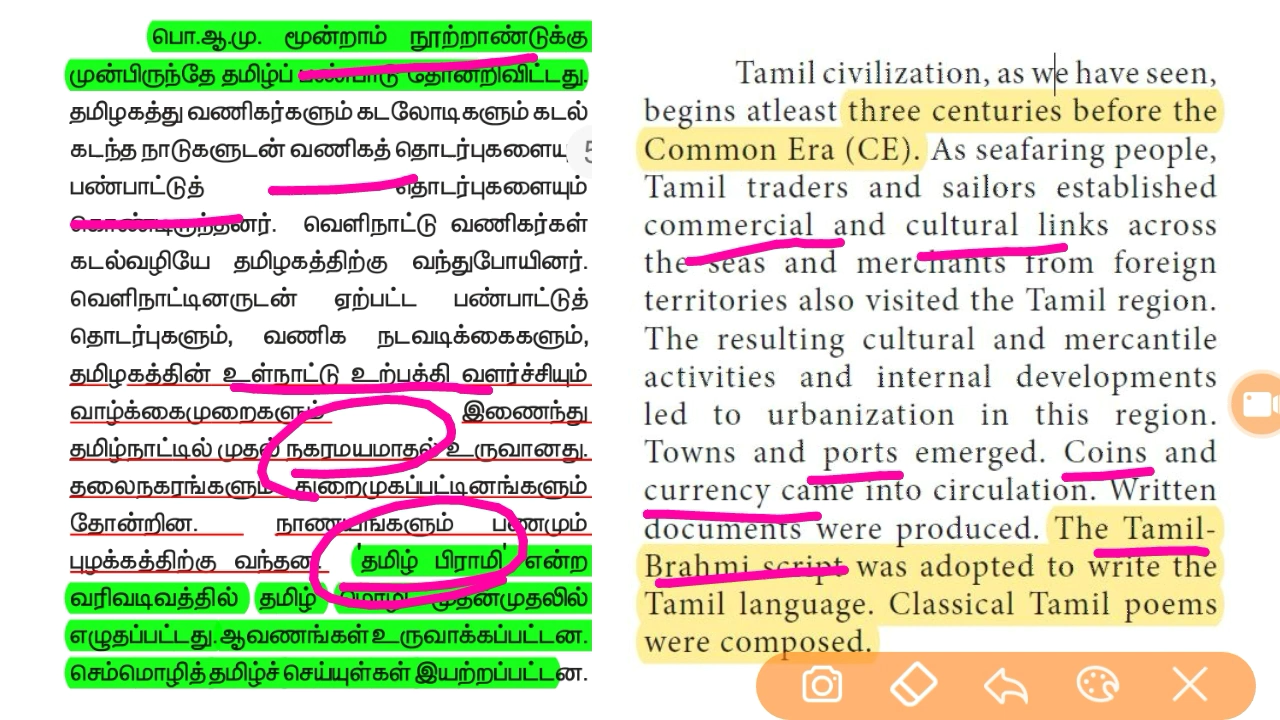 பொ.ஆ.மு. மூன்றாம் நூற்றாண்டுக்கு
முன்பிருந்தே தமிழ்ப் பண்பாடு தோன்றிவிட்டது.
தமிழகத்து வணிகர்களும் கடலோடிகளும் கடல்
கடந்த நாடுகளுடன் வணிகத் தொடர்புகளையும்
பண்பாட்டுத் தொடர்புகளையும்
கொண்டிருந்தனர். வெளிநாட்டு வணிகர்கள்
கடல்வழியே தமிழகத்திற்கு வந்துபோயினர்.
வெளிநாட்டினருடன் ஏற்பட்ட பண்பாட்டுத்
தொடர்புகளும், வணிக நடவடிக்கைகளும்,
தமிழகத்தின் உள்நாட்டு உற்பத்தி வளர்ச்சியும்
வாழ்க்கைமுறைகளும் இணைந்து
தமிழ்நாட்டில் முதல் நகரமயமாதல் உருவானது.
தலைநகரங்களும் துறைமுகப்பட்டினங்களும்
தோன்றின. நாணயங்களும் பணமும்
புழக்கத்திற்கு வந்தன. 'தமிழ் பிராமி' என்ற
வரிவடிவத்தில் தமிழ் மொழி முதன்முதலில்
எழுதப்பட்டது. ஆவணங்கள் உருவாக்கப்பட்டன.
செம்மொழித் தமிழ்ச் செய்யுள்கள் இயற்றப்பட்டன.
Tamil civilization, as we have seen,
begins atleast three centuries before the
Common Era (CE). As seafaring people,
Tamil traders and sailors established
commercial and cultural links across
the seas and merchants from foreign
territories also visited the Tamil region.
The resulting cultural and mercantile
activities and internal developments
led to urbanization in this region.
Towns and ports emerged. Coins and
currency came into circulation. Written
documents were produced. The Tamil-
Brahmi script was adopted to write the
Tamil language. Classical Tamil poems
were composed.